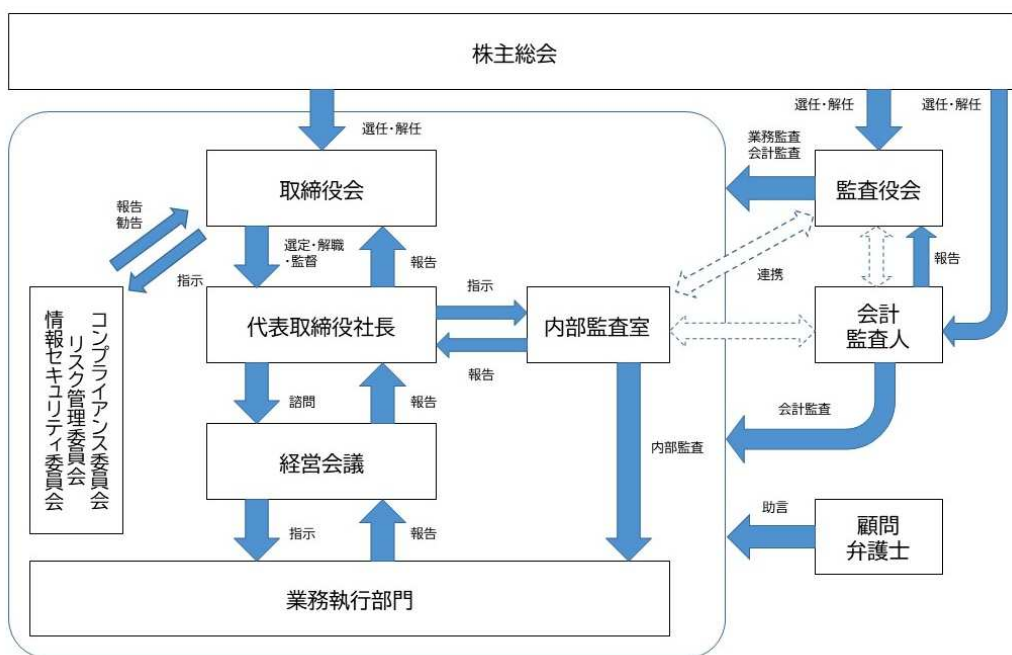 株主総会
選任・解任
選任・解任
選任・解任
業務監査
会計監査
取締役会
監査役会
報告
勧告
指示
選定・解職
・監督
報告
連携
報告
コンプライアンス委員会
リスク管理委員会
情報セキュリティ委員会
代表取締役社長
指示
報告
内部監査室
会計
監査人
諮問
報告
会計監査
経営会議
内部監査
指示
報告
助言
顧問
弁護士
業務執行部門